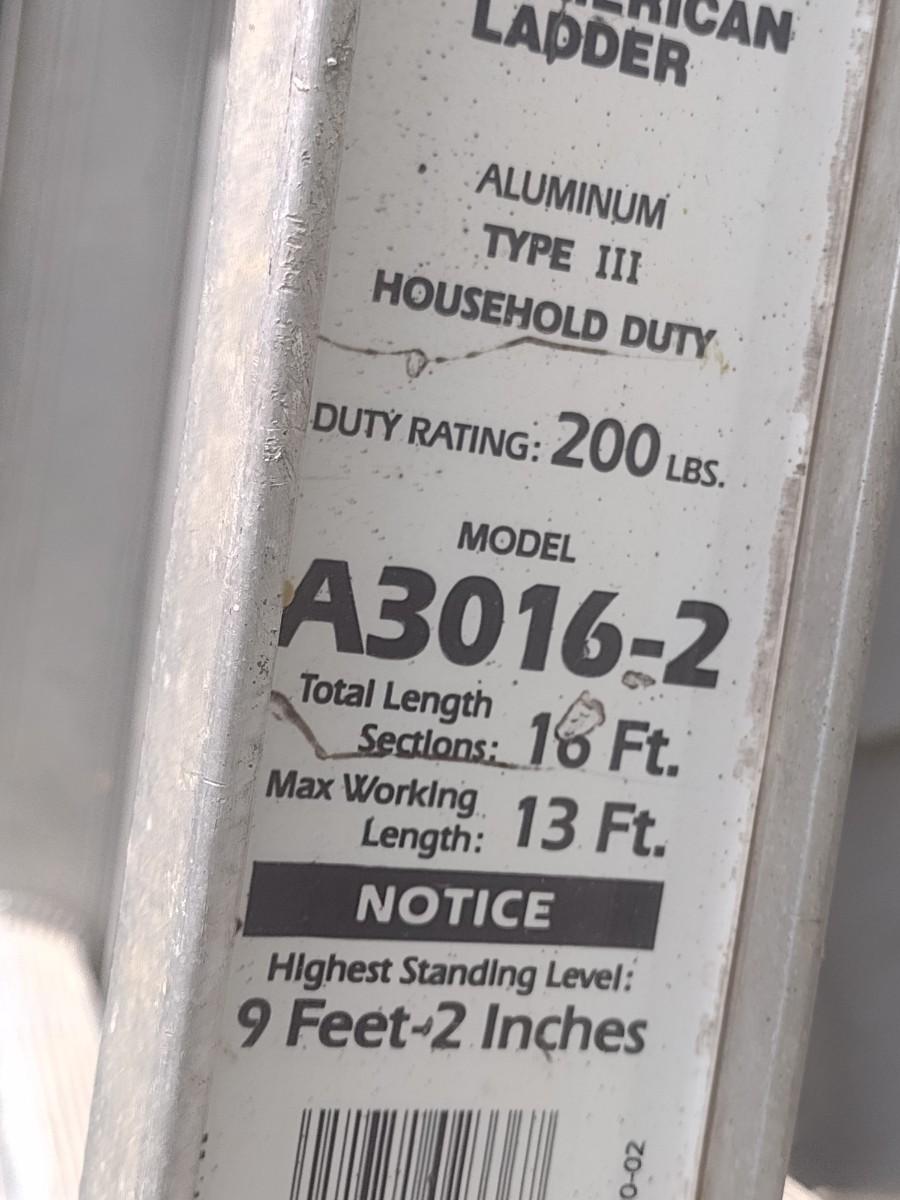 LADDER
ALUMINUM
TYPE III
HOUSEHOLD DUTY
DUTY RATING: 200 LBS.
MODEL
A3016-2
Total Length
Sections: 16 Ft.
Max Working
Length: 13 Ft.
NOTICE
Highest Standing Level:
9 Feet-2 Inches